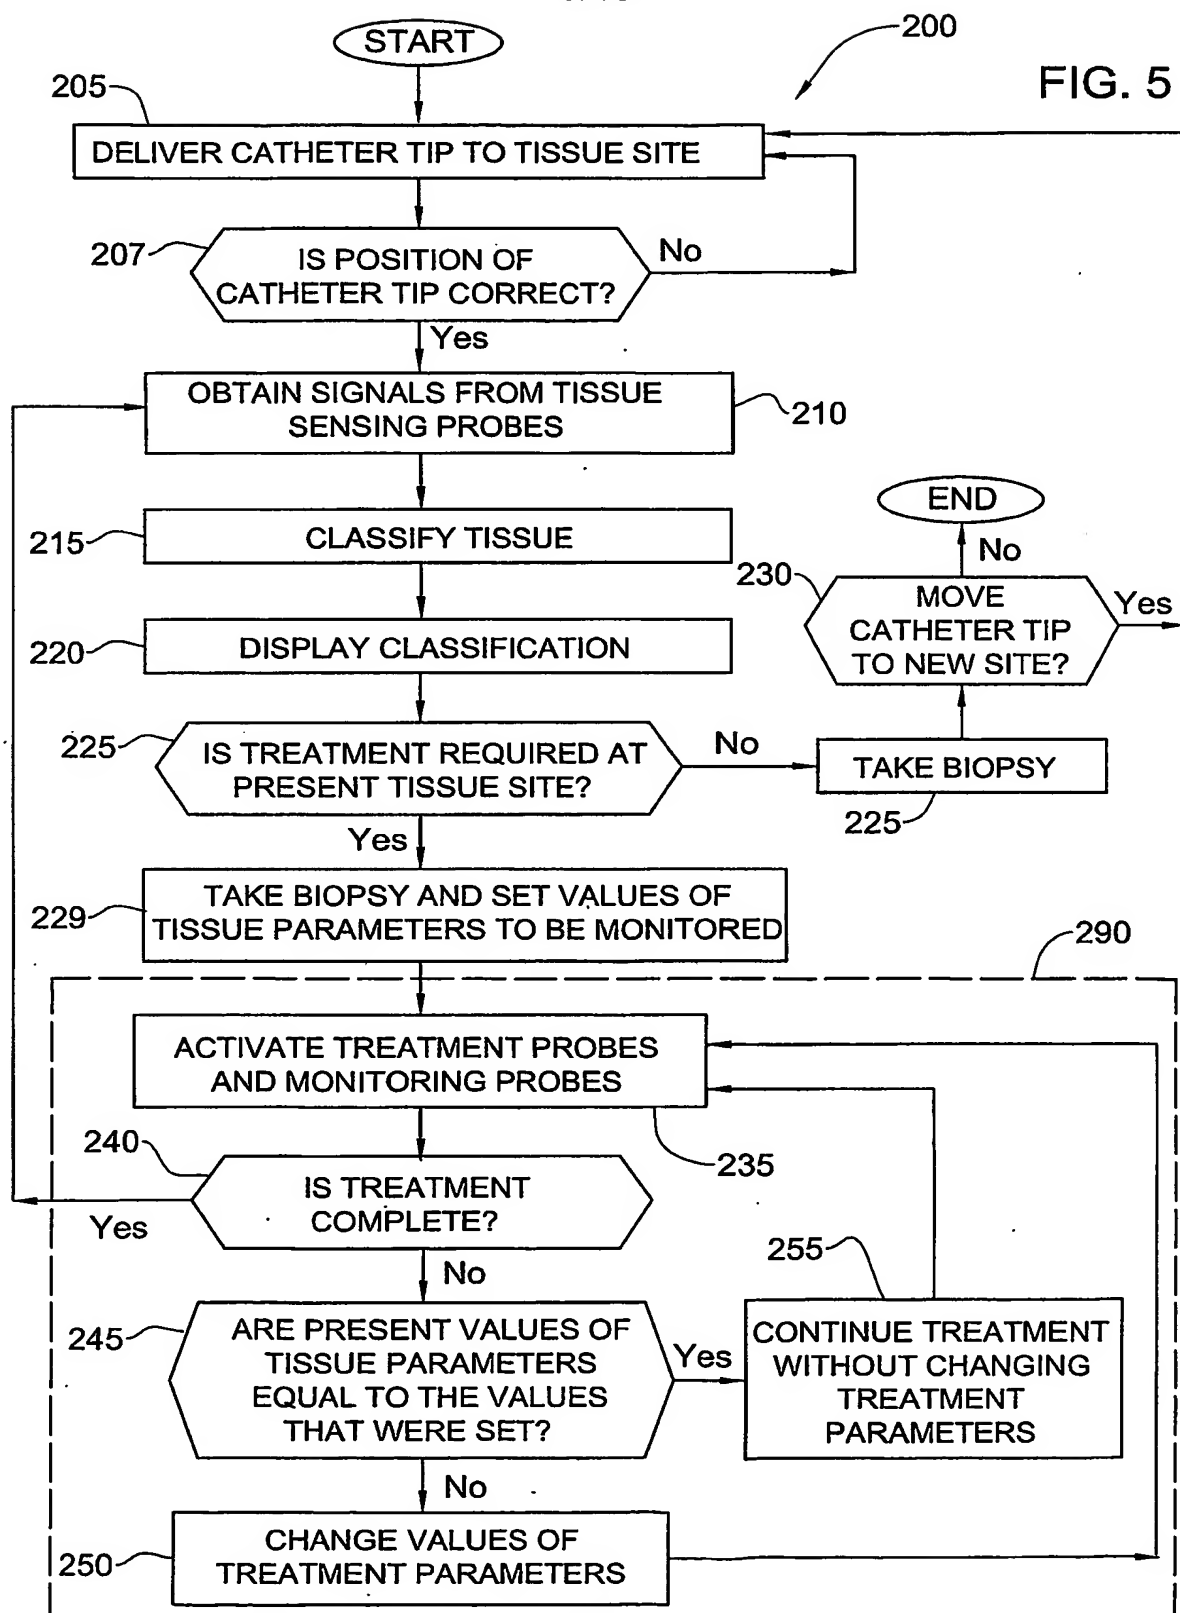 START
200
FIG. 5
205
DELIVER CATHETER TIP TO TISSUE SITE
207
IS POSITION OF
CATHETER TIP CORRECT?
No
Yes
OBTAIN SIGNALS FROM TISSUE
SENSING PROBES
210
215
CLASSIFY TISSUE
220
DISPLAY CLASSIFICATION
END
No
230
MOVE
CATHETER TIP
TO NEW SITE?
Yes
225
IS TREATMENT REQUIRED AT
PRESENT TISSUE SITE?
No
TAKE BIOPSY
225
Yes
229
TAKE BIOPSY AND SET VALUES OF
TISSUE PARAMETERS TO BE MONITORED
290
ACTIVATE TREATMENT PROBES
AND MONITORING PROBES
235
240
IS TREATMENT
COMPLETE?
Yes
No
245
ARE PRESENT VALUES OF
TISSUE PARAMETERS
EQUAL TO THE VALUES
THAT WERE SET?
Yes
255
CONTINUE TREATMENT
WITHOUT CHANGING
TREATMENT
PARAMETERS
No
250
CHANGE VALUES OF
TREATMENT PARAMETERS